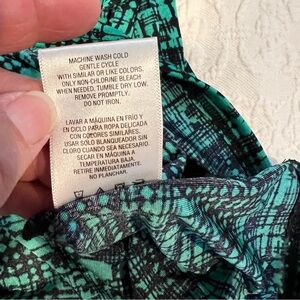 MACHINE WASH COLD
GENTLE CYCLE
WITH SIMILAR OR LIKE COLORS.
ONLY NON-CHLORINE BLEACH
WHEN NEEDED. TUMBLE DRY LOW.
REMOVE PROMPTLY.
DO NOT IRON.
LAVAR A MÁQUINA EN FRÍO Y
EN CICLO PARA ROPA DELICADA
CON COLORES SIMILARES.
USAR SOLO BLANQUEADOR SIN
CLORO CUANDO SEA NECESARIO.
SECAR EN MÁQUINA A
TEMPERATURA BAJA.
RETIRE INMEDIATAMENTE.
NO PLANCHAR.